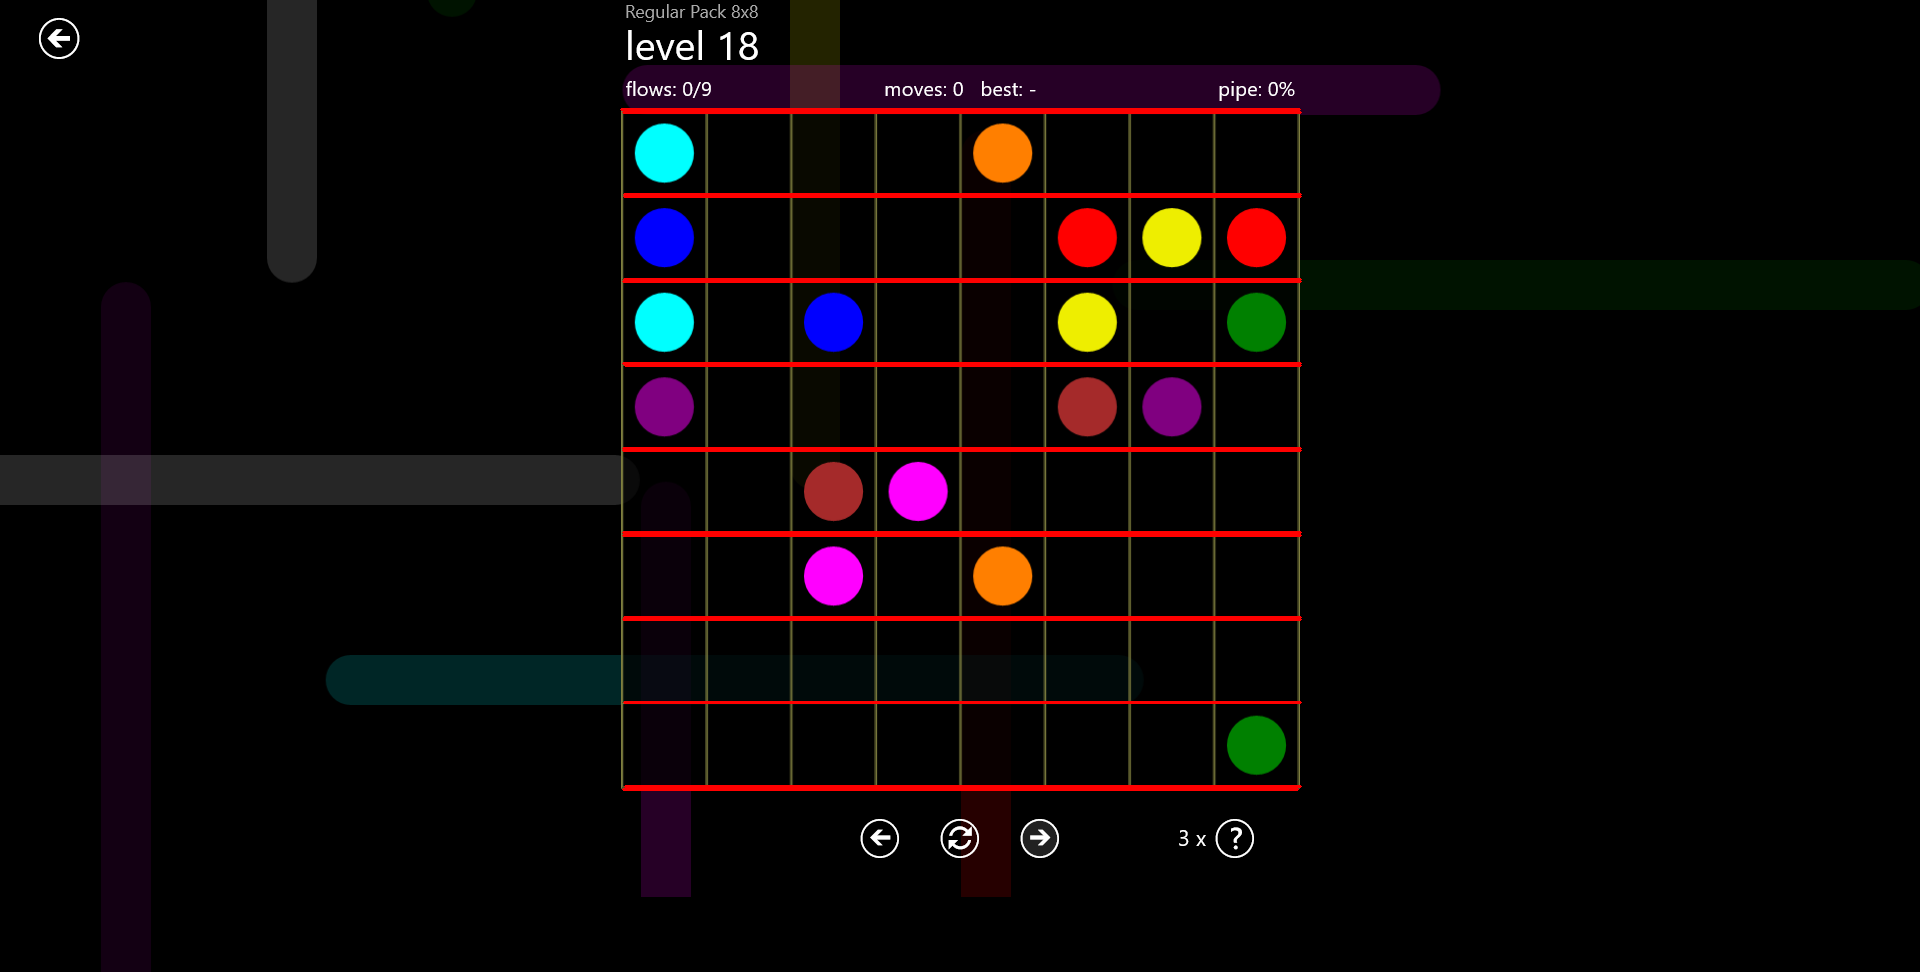 Regular Pack 8x8
level 18
flows: 0/9 moves: 0 best: - pipe: 0%
3 x ?